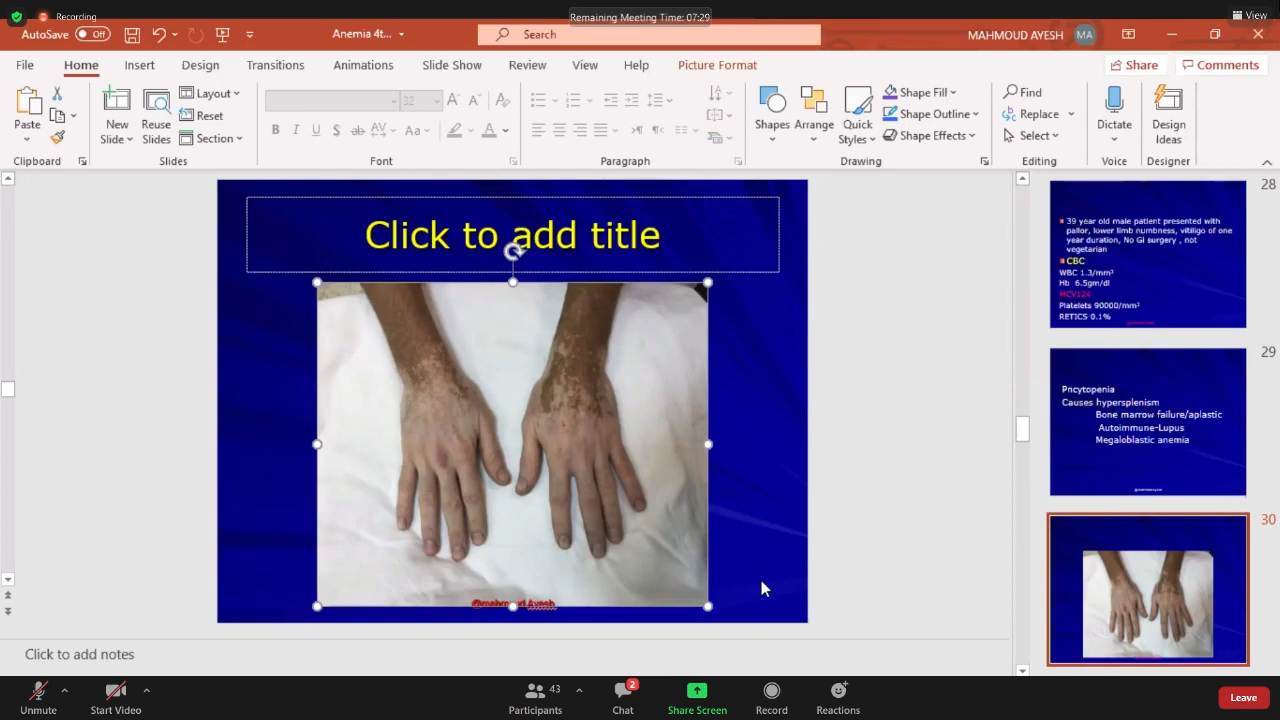 Recording
Remaining Meeting Time: 07:29
View
AutoSave Off
Anemia 4t...
Search
MAHMOUD AYESH
MA
File
Home
Insert
Design
Transitions
Animations
Slide Show
Review
View
Help
Picture Format
Share
Comments
Paste
New
Slide
Reuse
Slides
Layout
Reset
Section
32
Shapes
Arrange
Quick
Styles
Shape Fill
Shape Outline
Shape Effects
Find
Replace
Select
Dictate
Design
Ideas
Clipboard
Slides
Font
Paragraph
Drawing
Editing
Voice
Designer
Click to add title
@mahmoud Ayesh
28
39 year old male patient presented with
pallor, lower limb numbness, vitiligo of one
year duration, No GI surgery , not
vegetarian
CBC
WBC 1.3/mm³
Hb 6.5gm/dl
MCV124
Platelets 90000/mm³
RETICS 0.1%
29
Pncytopenia
Causes hypersplenism
Bone marrow failure/aplastic
Autoimmune-Lupus
Megaloblastic anemia
30
Click to add notes
Unmute
Start Video
43
Participants
2
Chat
Share Screen
Record
Reactions
Leave